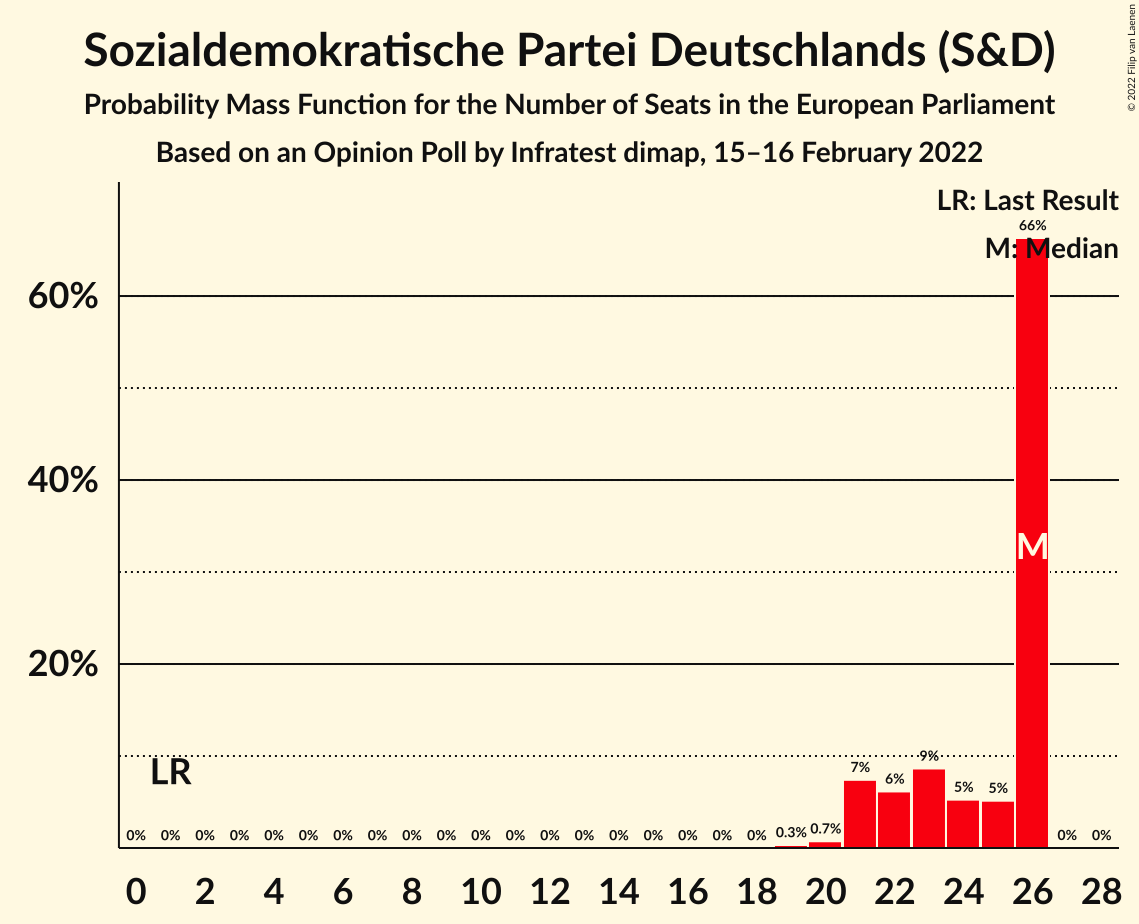 Sozialdemokratische Partei Deutschlands (S&D)
Probability Mass Function for the Number of Seats in the European Parliament
Based on an Opinion Poll by Infratest dimap, 15–16 February 2022
© 2022 Filip van Laenen
LR: Last Result
66%
M: Median
60%
40%
M
20%
9%
LR
7%
6%
5%
5%
0% 0% 0% 0% 0% 0% 0% 0% 0% 0% 0% 0% 0% 0% 0% 0% 0% 0% 0% 0.3% 0.7% 0% 0%
0 2 4 6 8 10 12 14 16 18 20 22 24 26 28